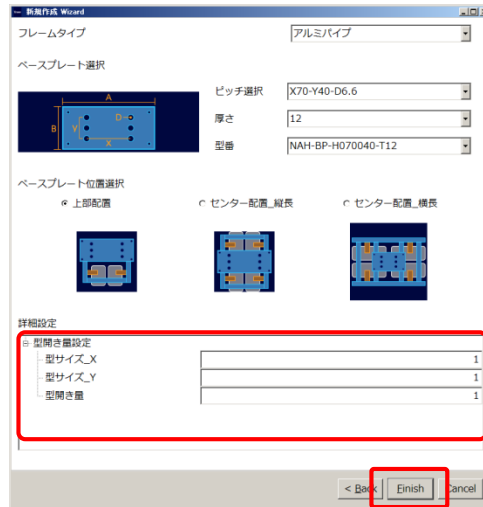 新規作成 Wizard
フレームタイプ
アルミパイプ
ベースプレート選択
ピッチ選択
X70-Y40-D6.6
A
B
Y
D
X
厚さ
12
型番
NAH-BP-H070040-T12
ベースプレート位置選択
上部配置
センター配置_縦長
センター配置_横長
詳細設定
型開き量設定
型サイズ_X
1
型サイズ_Y
1
型開き量
1
< Back
Finish
Cancel